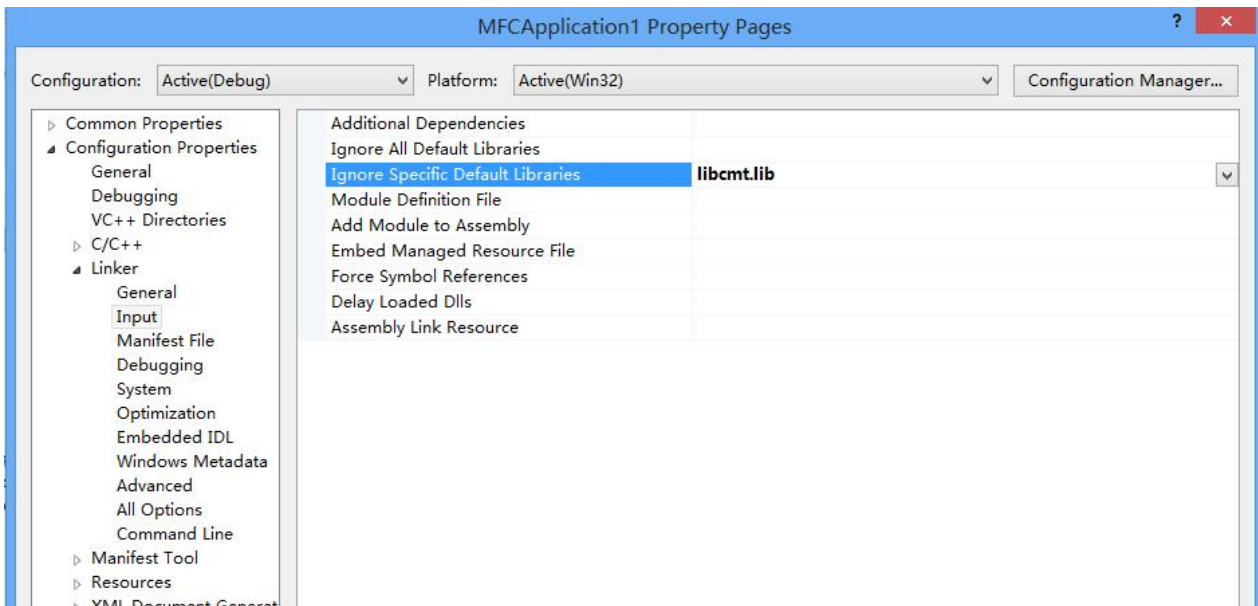 MFCApplication1 Property Pages
?
Configuration: Active(Debug) Platform: Active(Win32) Configuration Manager...
Common Properties
Configuration Properties
General
Debugging
VC++ Directories
C/C++
Linker
General
Input
Manifest File
Debugging
System
Optimization
Embedded IDL
Windows Metadata
Advanced
All Options
Command Line
Manifest Tool
Resources
XML Document Generat
Additional Dependencies
Ignore All Default Libraries
Ignore Specific Default Libraries libcmt.lib
Module Definition File
Add Module to Assembly
Embed Managed Resource File
Force Symbol References
Delay Loaded Dlls
Assembly Link Resource